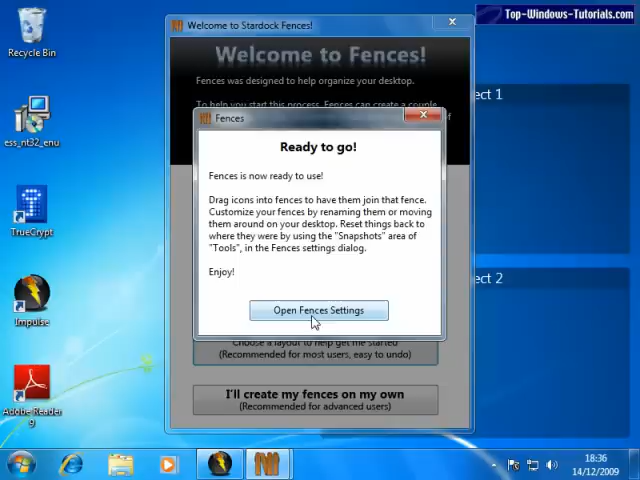 Top-Windows-Tutorials.com
Recycle Bin
ess_nt32_enu
TrueCrypt
Impulse
Adobe Reader
9
Welcome to Stardock Fences!
Welcome to Fences!
Fences was designed to help organize your desktop.
To help you start this process, Fences can create a couple
of
Fences
Ready to go!
Fences is now ready to use!
Drag icons into fences to have them join that fence.
Customize your fences by renaming them or moving
them around on your desktop. Reset things back to
where they were by using the "Snapshots" area of
"Tools", in the Fences settings dialog.
Enjoy!
Open Fences Settings
Choose a layout to help get me started
(Recommended for most users, easy to undo)
I'll create my fences on my own
(Recommended for advanced users)
ect 1
ect 2
18:36
14/12/2009